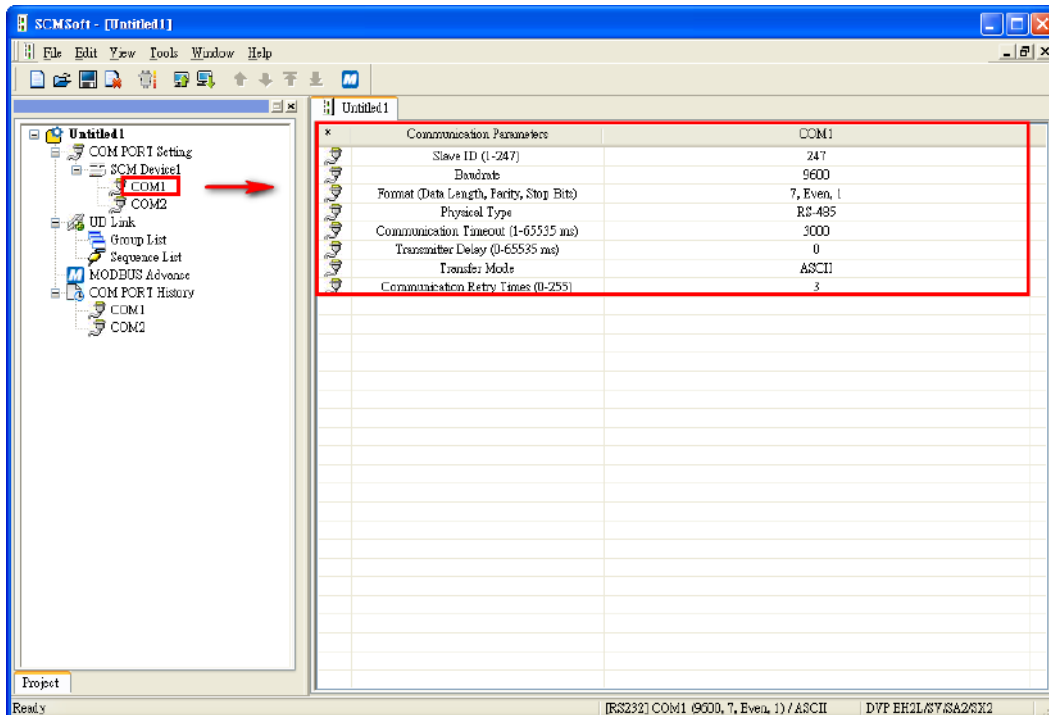 SCMSoft - [Untitled1]
File Edit View Tools Window Help
Untitled1
Untitled1
COM PORT Setting
SCM Device1
COM1
COM2
UD Link
Group List
Sequence List
MODBUS Advanse
COM PORT History
COM1
COM2
* Communication Parameters COM1
Slave ID (1-247) 247
Baudrate 9600
Format (Data Length, Parity, Stop Bits) 7, Even, 1
Physical Type RS-485
Communication Timeout (1-65535 ms) 3000
Transmitter Delay (0-65535 ms) 0
Transfer Mode ASCII
Communication Retry Times (0-255) 3
Project
Ready [RS232] COM1 (9600, 7, Even, 1) / ASCII DVP EH2L/SV/SA2/SX2